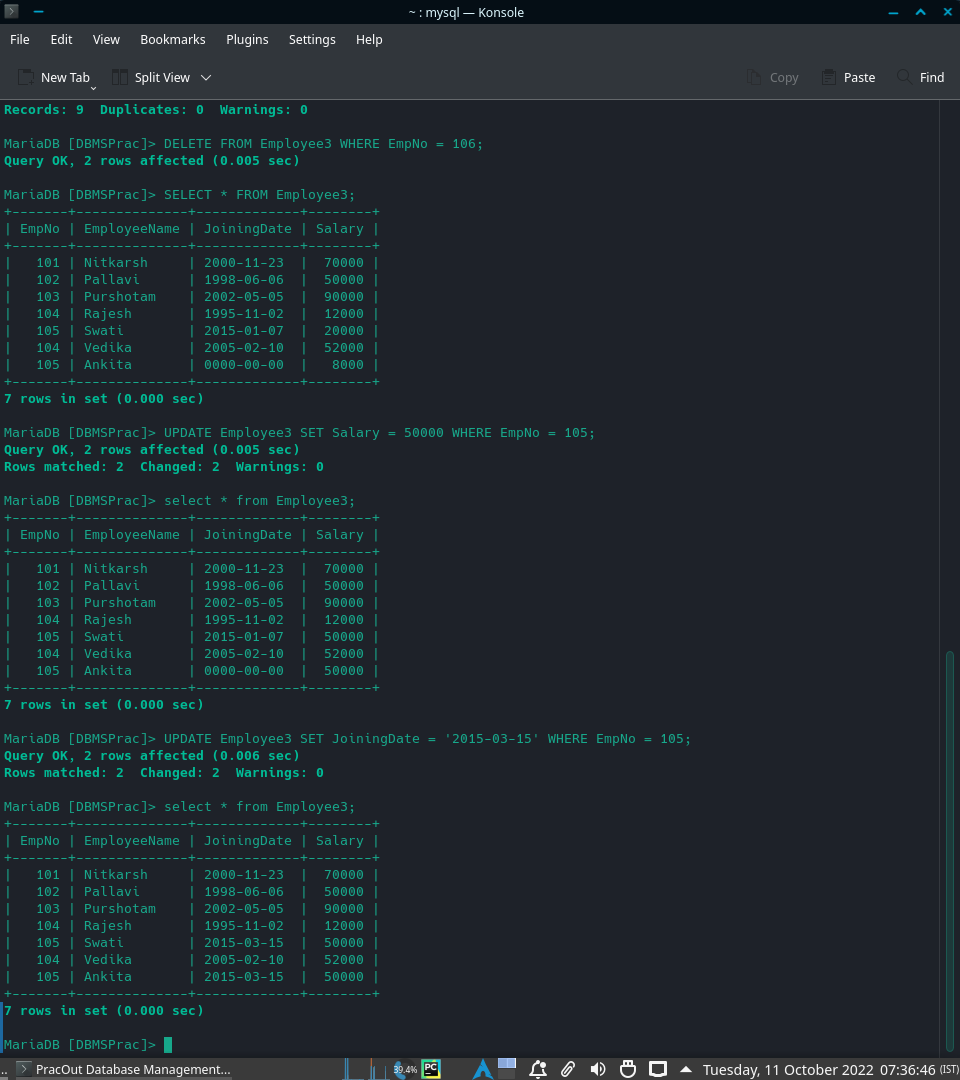 ~ : mysql — Konsole
File Edit View Bookmarks Plugins Settings Help
New Tab Split View Copy Paste Find
Records: 9  Duplicates: 0  Warnings: 0
MariaDB [DBMSPrac]> DELETE FROM Employee3 WHERE EmpNo = 106;
Query OK, 2 rows affected (0.005 sec)
MariaDB [DBMSPrac]> SELECT * FROM Employee3;
+-------+--------------+-------------+--------+
| EmpNo | EmployeeName | JoiningDate | Salary |
+-------+--------------+-------------+--------+
|   101 | Nitkarsh     | 2000-11-23  |  70000 |
|   102 | Pallavi      | 1998-06-06  |  50000 |
|   103 | Purshotam    | 2002-05-05  |  90000 |
|   104 | Rajesh       | 1995-11-02  |  12000 |
|   105 | Swati        | 2015-01-07  |  20000 |
|   104 | Vedika       | 2005-02-10  |  52000 |
|   105 | Ankita       | 0000-00-00  |   8000 |
+-------+--------------+-------------+--------+
7 rows in set (0.000 sec)
MariaDB [DBMSPrac]> UPDATE Employee3 SET Salary = 50000 WHERE EmpNo = 105;
Query OK, 2 rows affected (0.005 sec)
Rows matched: 2  Changed: 2  Warnings: 0
MariaDB [DBMSPrac]> select * from Employee3;
+-------+--------------+-------------+--------+
| EmpNo | EmployeeName | JoiningDate | Salary |
+-------+--------------+-------------+--------+
|   101 | Nitkarsh     | 2000-11-23  |  70000 |
|   102 | Pallavi      | 1998-06-06  |  50000 |
|   103 | Purshotam    | 2002-05-05  |  90000 |
|   104 | Rajesh       | 1995-11-02  |  12000 |
|   105 | Swati        | 2015-01-07  |  50000 |
|   104 | Vedika       | 2005-02-10  |  52000 |
|   105 | Ankita       | 0000-00-00  |  50000 |
+-------+--------------+-------------+--------+
7 rows in set (0.000 sec)
MariaDB [DBMSPrac]> UPDATE Employee3 SET JoiningDate = '2015-03-15' WHERE EmpNo = 105;
Query OK, 2 rows affected (0.006 sec)
Rows matched: 2  Changed: 2  Warnings: 0
MariaDB [DBMSPrac]> select * from Employee3;
+-------+--------------+-------------+--------+
| EmpNo | EmployeeName | JoiningDate | Salary |
+-------+--------------+-------------+--------+
|   101 | Nitkarsh     | 2000-11-23  |  70000 |
|   102 | Pallavi      | 1998-06-06  |  50000 |
|   103 | Purshotam    | 2002-05-05  |  90000 |
|   104 | Rajesh       | 1995-11-02  |  12000 |
|   105 | Swati        | 2015-03-15  |  50000 |
|   104 | Vedika       | 2005-02-10  |  52000 |
|   105 | Ankita       | 2015-03-15  |  50000 |
+-------+--------------+-------------+--------+
7 rows in set (0.000 sec)
MariaDB [DBMSPrac]>
.. PracOut Database Management... 39.4% PC Tuesday, 11 October 2022 07:36:46 (IST)